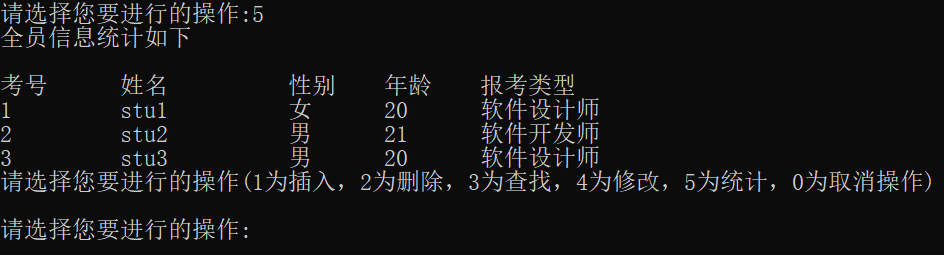 请选择您要进行的操作:5
全员信息统计如下
考号 姓名 性别 年龄 报考类型
1 stu1 女 20 软件设计师
2 stu2 男 21 软件开发师
3 stu3 男 20 软件设计师
请选择您要进行的操作(1为插入，2为删除，3为查找，4为修改，5为统计，0为取消操作)
请选择您要进行的操作: